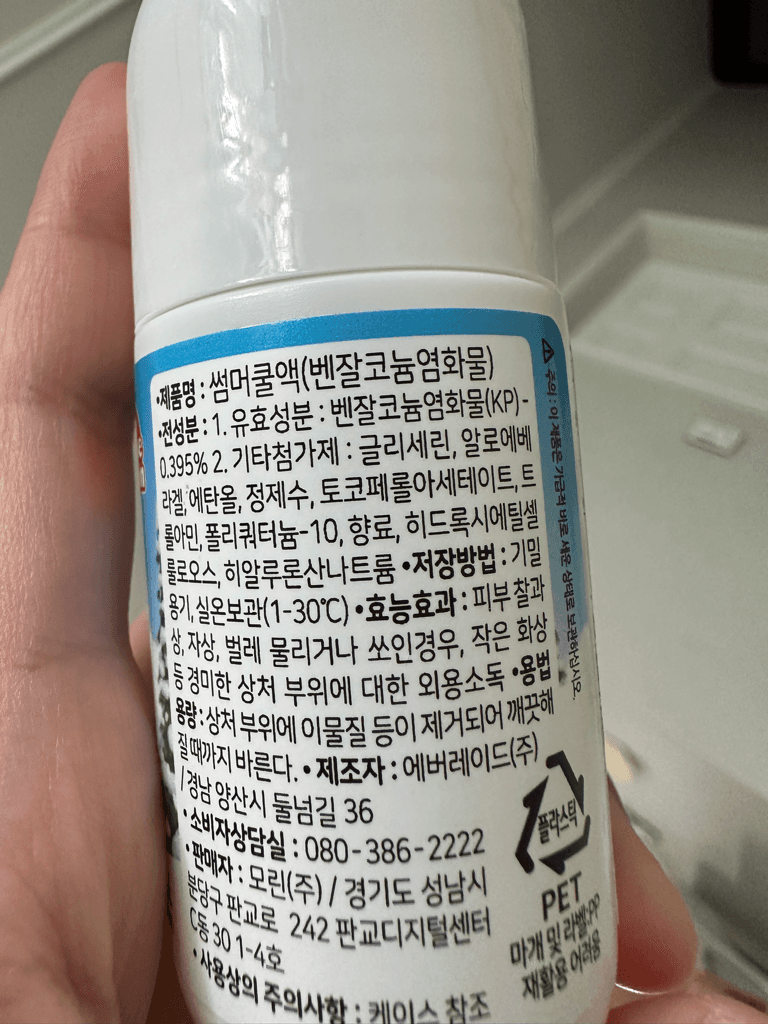 •제품명 : 썸머쿨액(벤잘코늄염화물)
•전성분 : 1. 유효성분 : 벤잘코늄염화물(KP) -
0.395% 2. 기타첨가제 : 글리세린, 알로에베
라겔, 에탄올, 정제수, 토코페롤아세테이트, 트
롤아민, 폴리쿼터늄-10, 향료, 히드록시에틸셀
룰로오스, 히알루론산나트륨 •저장방법 : 기밀
용기, 실온보관(1-30℃) •효능효과 : 피부 찰과
상, 자상, 벌레 물리거나 쏘인경우, 작은 화상
등 경미한 상처 부위에 대한 외용소독 •용법
용량 : 상처 부위에 이물질 등이 제거되어 깨끗해
질 때까지 바른다. • 제조자 : 에버레이드(주)
/ 경남 양산시 둘넘길 36
• 소비자상담실 : 080-386-2222
• 판매자 : 모린(주) / 경기도 성남시
분당구 판교로 242 판교디지털센터
C동 301-4호
• 사용상의 주의사항 : 케이스 참조
주의 : 이 제품은 가급적 바로 세운 상태로 보관하십시오.
플라스틱
PET
마개 및 라벨:PP
재활용 어려움